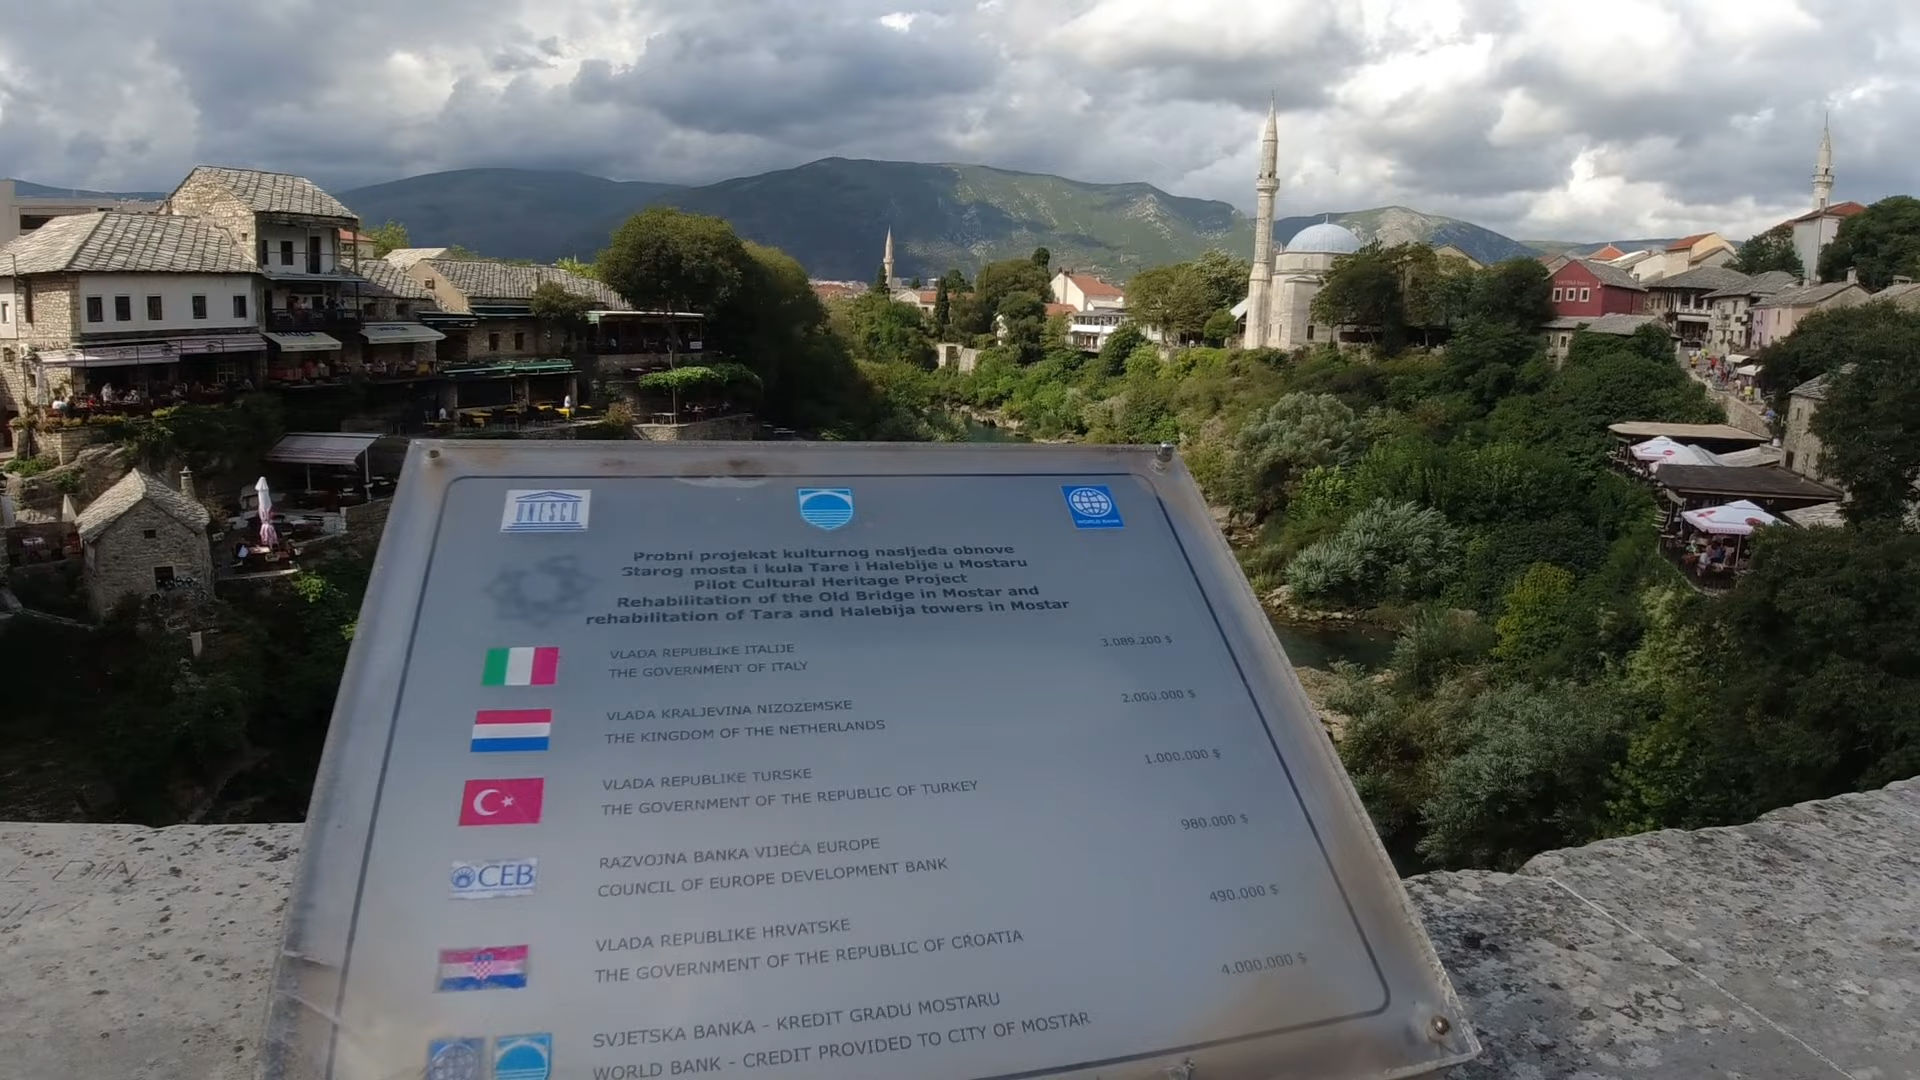 UNESCO
WORLD BANK
Probni projekat kulturnog nasljeđa obnove
Starog mosta i kula Tare i Halebije u Mostaru
Pilot Cultural Heritage Project
Rehabilitation of the Old Bridge in Mostar and
rehabilitation of Tara and Halebija towers in Mostar
VLADA REPUBLIKE ITALIJE 3.089.200 $
THE GOVERNMENT OF ITALY
VLADA KRALJEVINA NIZOZEMSKE 2.000.000 $
THE KINGDOM OF THE NETHERLANDS
VLADA REPUBLIKE TURSKE 1.000.000 $
THE GOVERNMENT OF THE REPUBLIC OF TURKEY
CEB
RAZVOJNA BANKA VIJEĆA EUROPE 980.000 $
COUNCIL OF EUROPE DEVELOPMENT BANK
VLADA REPUBLIKE HRVATSKE 490.000 $
THE GOVERNMENT OF THE REPUBLIC OF CROATIA
SVJETSKA BANKA - KREDIT GRADU MOSTARU 4.000.000 $
WORLD BANK - CREDIT PROVIDED TO CITY OF MOSTAR